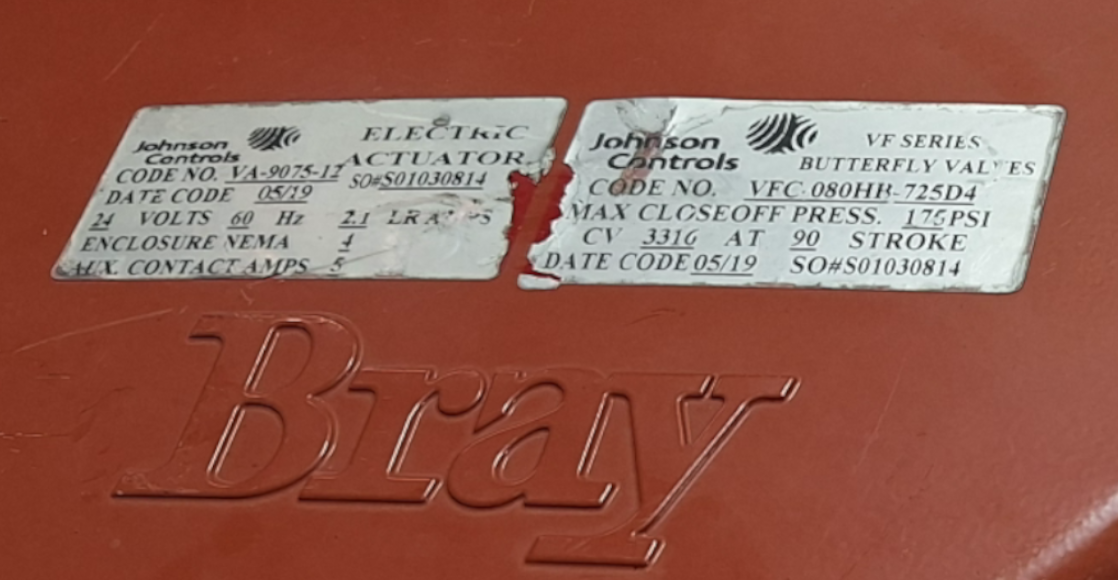 Johnson Controls
ELECTRIC
ACTUATOR
CODE NO. VA-9075-12
SO#S01030814
DATE CODE 05/19
24 VOLTS 60 Hz 2.1 LR AMPS
ENCLOSURE NEMA 4
AUX. CONTACT AMPS 5
Johnson Controls
VF SERIES
BUTTERFLY VALVES
CODE NO. VFC-080HB-725D4
MAX CLOSEOFF PRESS. 175PSI
CV 3316 AT 90 STROKE
DATE CODE 05/19 SO#S01030814
Bray